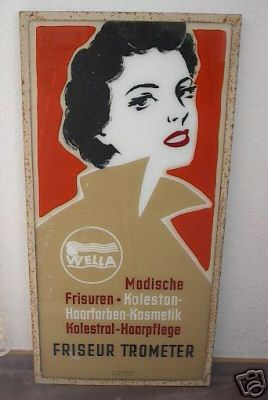 WELLA
Modische
Frisuren • Koleston-
Haarfarben-Kosmetik
Kolestral-Haarpflege
FRISEUR TROMETER